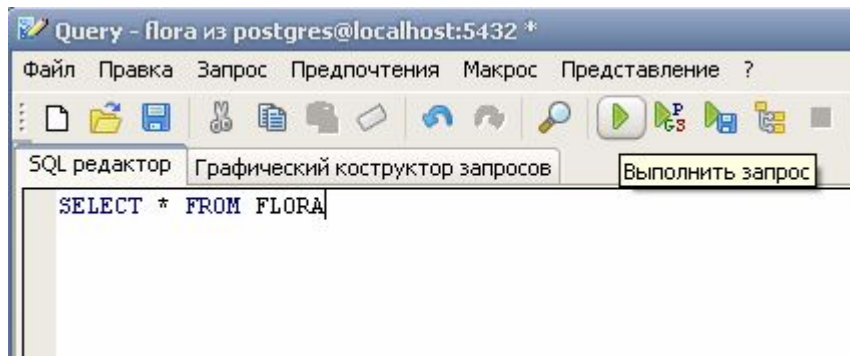 Query - flora из postgres@localhost:5432 *
Файл Правка Запрос Предпочтения Макрос Представление ?
SQL редактор Графический коструктор запросов
Выполнить запрос
SELECT * FROM FLORA